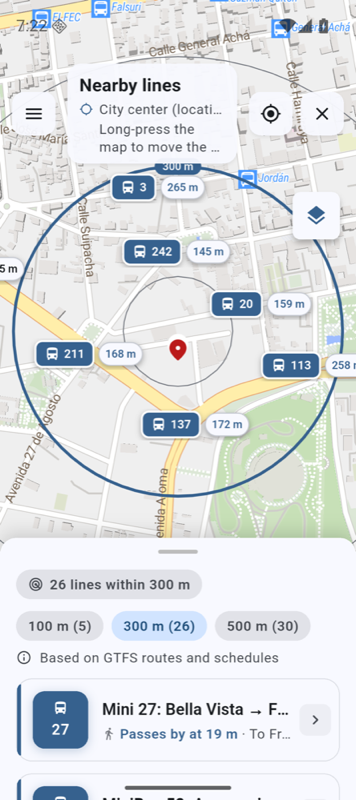 7:22
ELFEC
Falsuri
General Achá
Calle General Achá
Nearby lines
City center (locati…
Long-press the
map to move the …
300 m
3
265 m
Jordán
Calle Suipacha
242
145 m
5 m
20
159 m
211
168 m
113
258 m
137
172 m
Avenida 27 de Agosto
enida Aroma
26 lines within 300 m
100 m (5)
300 m (26)
500 m (30)
Based on GTFS routes and schedules
27
Mini 27: Bella Vista → F…
Passes by at 19 m · To Fr…